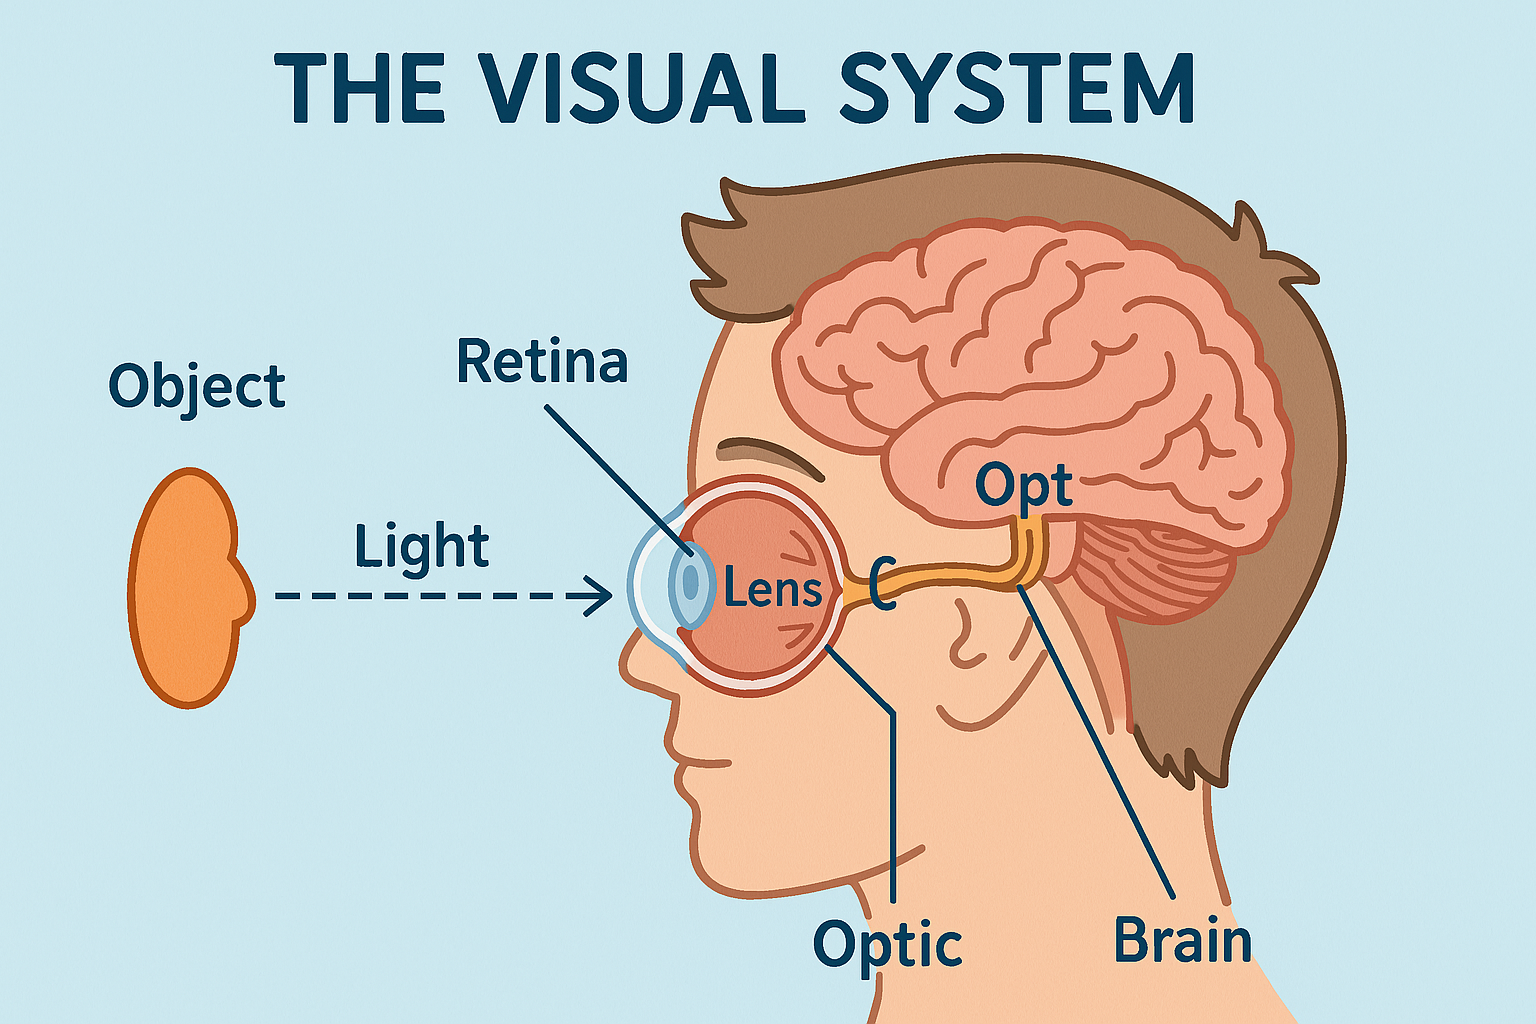 THE VISUAL SYSTEM
Retina
Object
Opt
Light
Lens
C
Optic
Brain